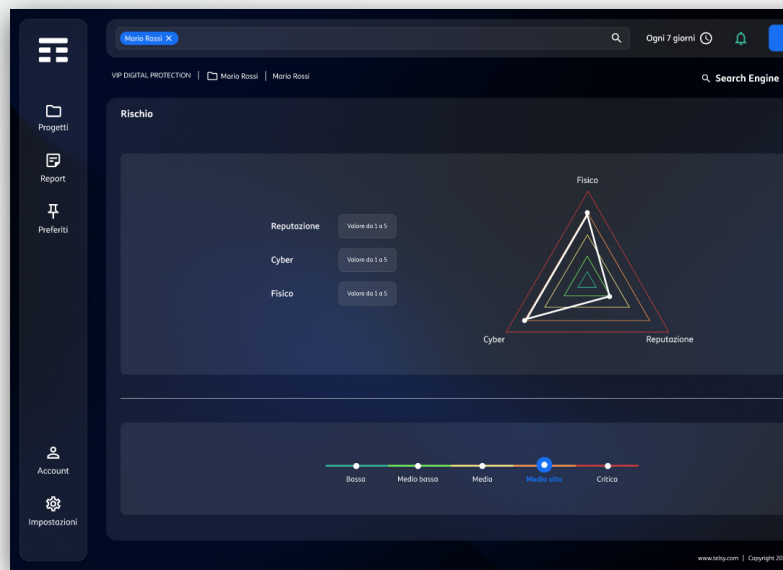 Mario Rossi
Ogni 7 giorni
VIP DIGITAL PROTECTION | Mario Rossi | Mario Rossi
Search Engine
Progetti
Report
Preferiti
Account
Impostazioni
Rischio
Reputazione Valore da 1 a 5
Cyber Valore da 1 a 5
Fisico Valore da 1 a 5
Fisico
Cyber
Reputazione
Bassa
Medio bassa
Media
Medio alta
Critica
www.telsy.com | Copyright 20